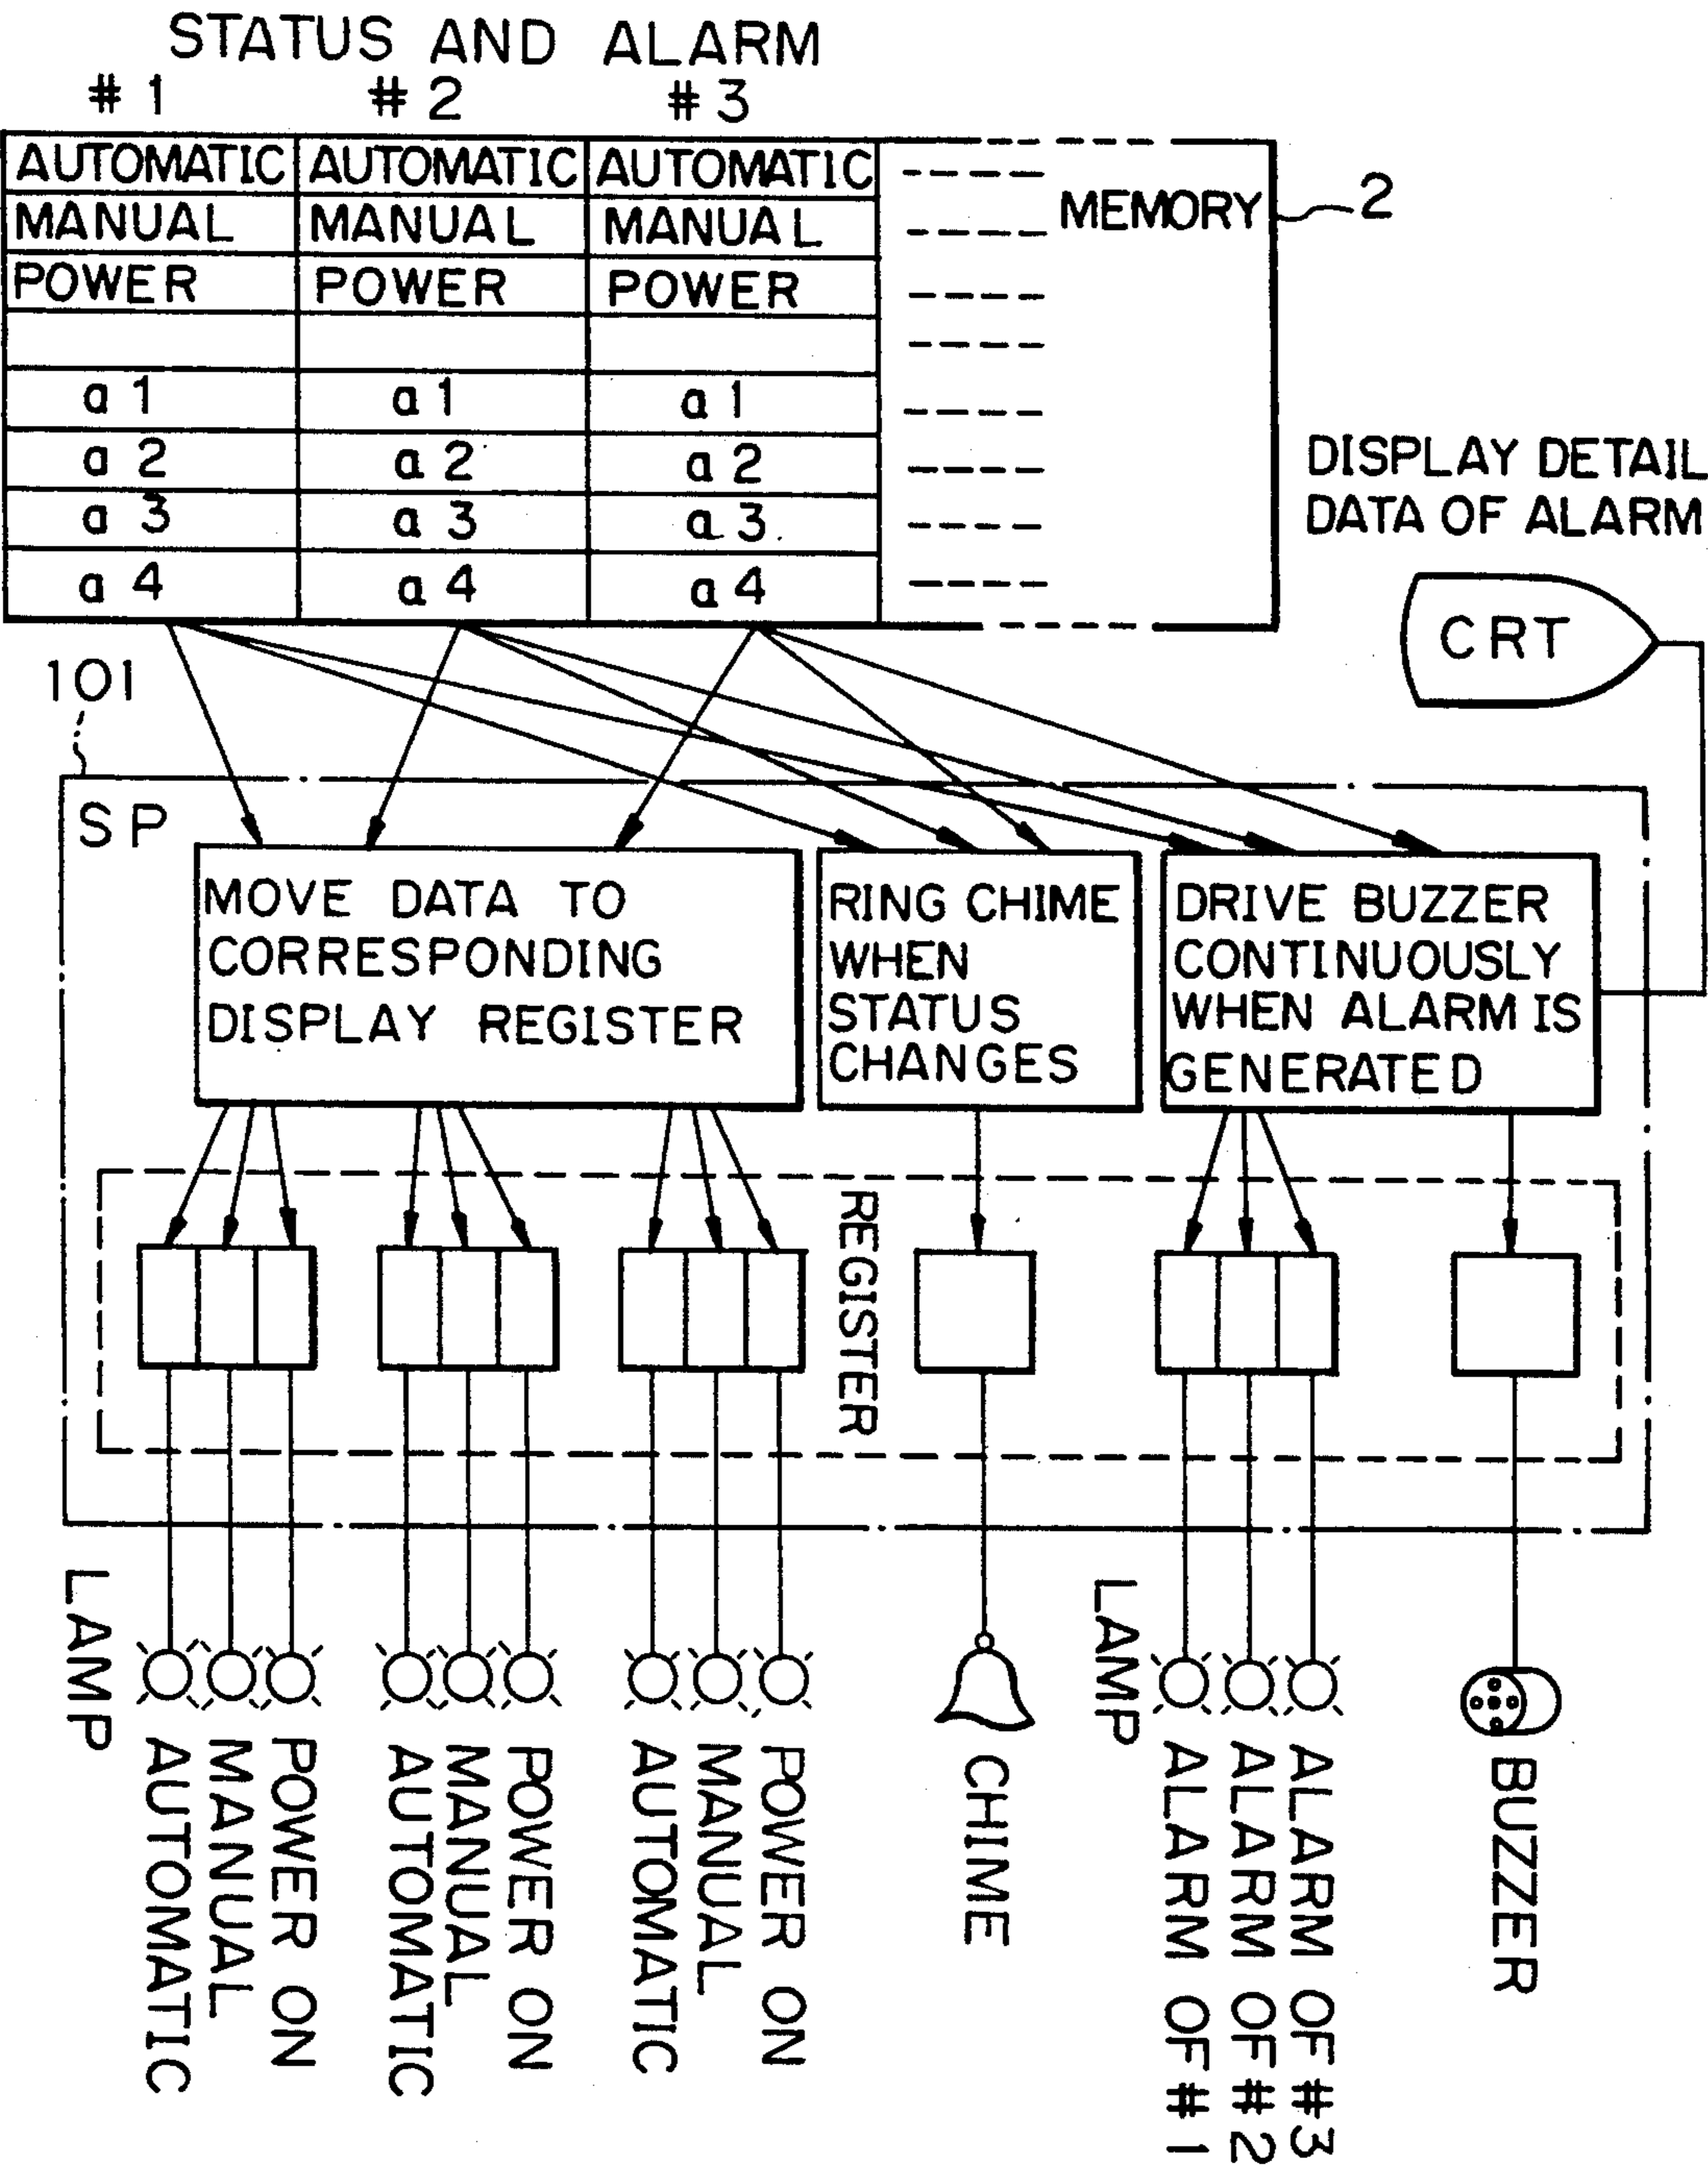 STATUS AND ALARM
# 1 # 2 # 3
AUTOMATIC AUTOMATIC AUTOMATIC
MANUAL MANUAL MANUAL
MEMORY 2
POWER POWER POWER
a 1 a 1 a 1
a 2 a 2 a 2
a 3 a 3 a 3
a 4 a 4 a 4
DISPLAY DETAIL
DATA OF ALARM
CRT
101
SP
MOVE DATA TO
CORRESPONDING
DISPLAY REGISTER
RING CHIME
WHEN
STATUS
CHANGES
DRIVE BUZZER
CONTINUOUSLY
WHEN ALARM IS
GENERATED
REGISTER
LAMP
AUTOMATIC
MANUAL
POWER ON
AUTOMATIC
MANUAL
POWER ON
AUTOMATIC
MANUAL
POWER ON
CHIME
LAMP
ALARM OF # 1
ALARM OF # 2
ALARM OF # 3
BUZZER